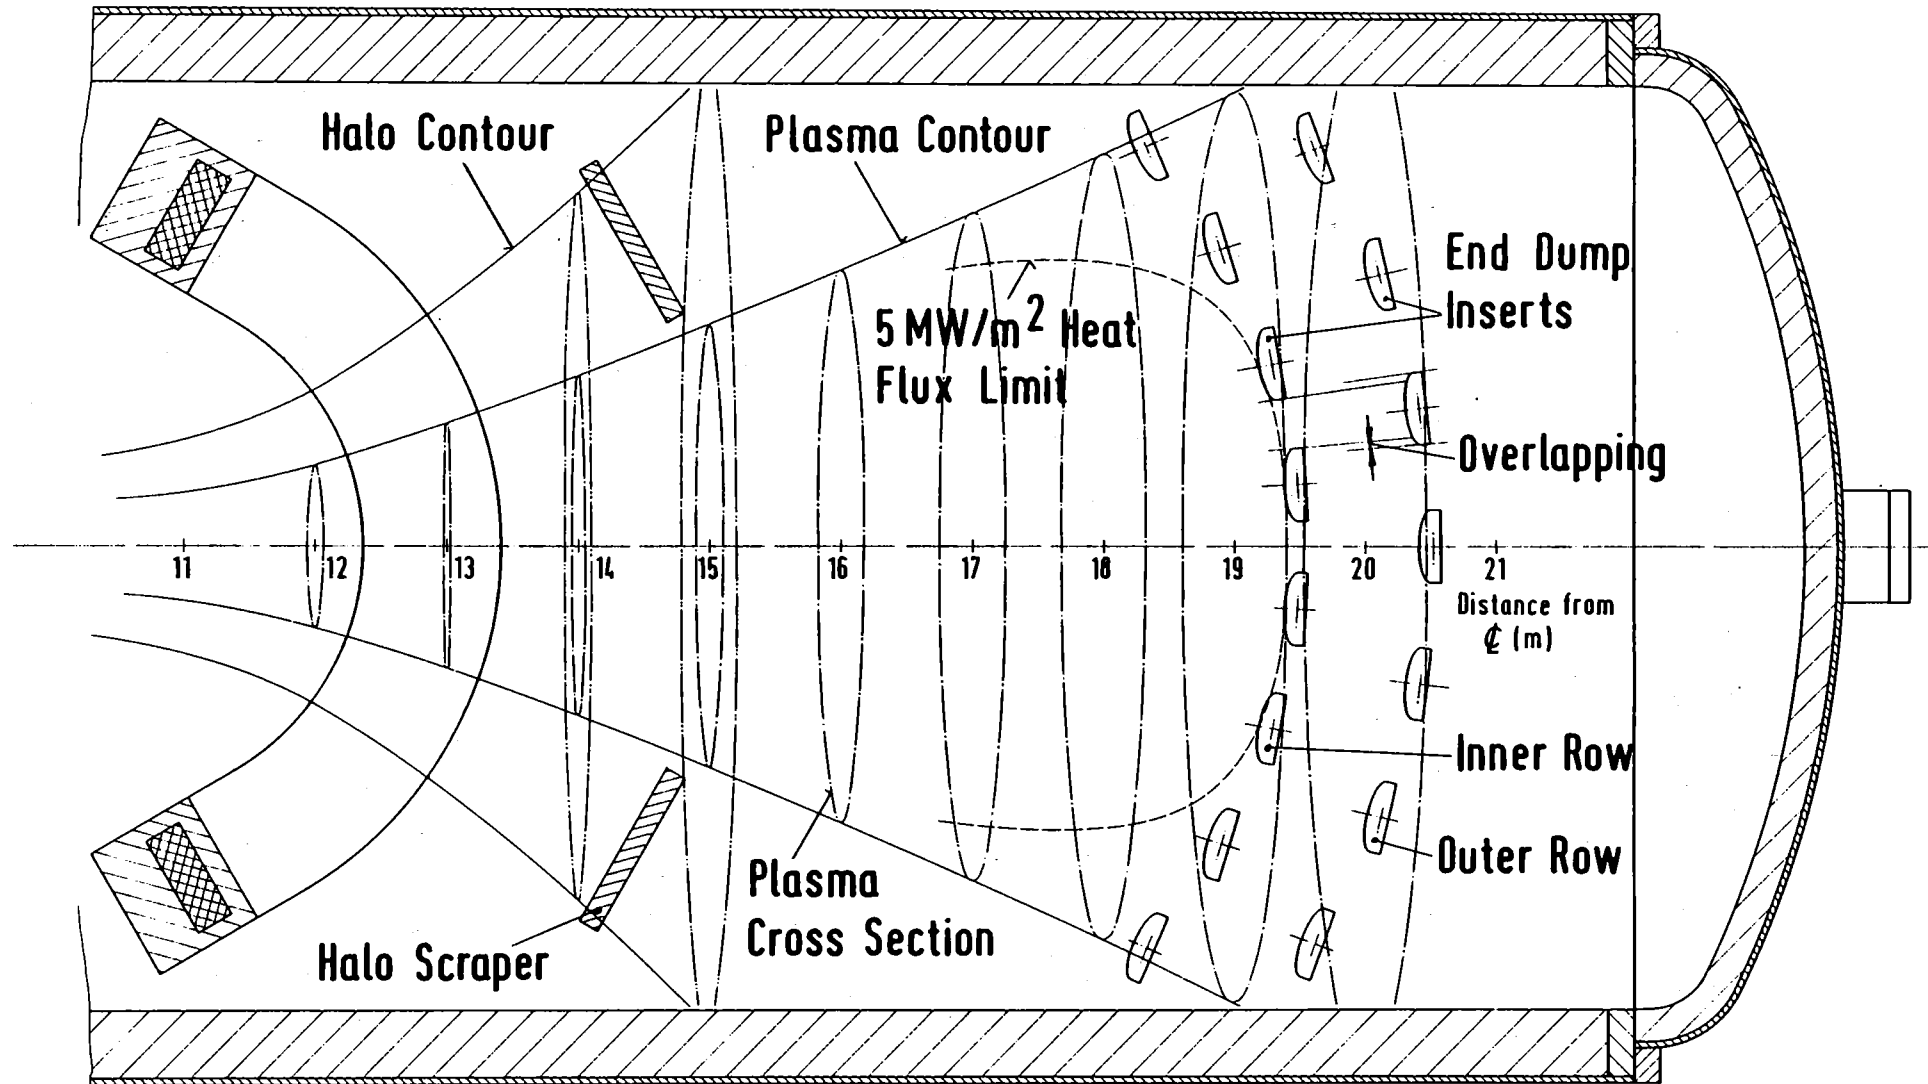 Halo Contour
Plasma Contour
End Dump
Inserts
5 MW/m² Heat
Flux Limit
Overlapping
11 12 13 14 15 16 17 18 19 20 21
Distance from
℄ (m)
Inner Row
Outer Row
Plasma
Cross Section
Halo Scraper